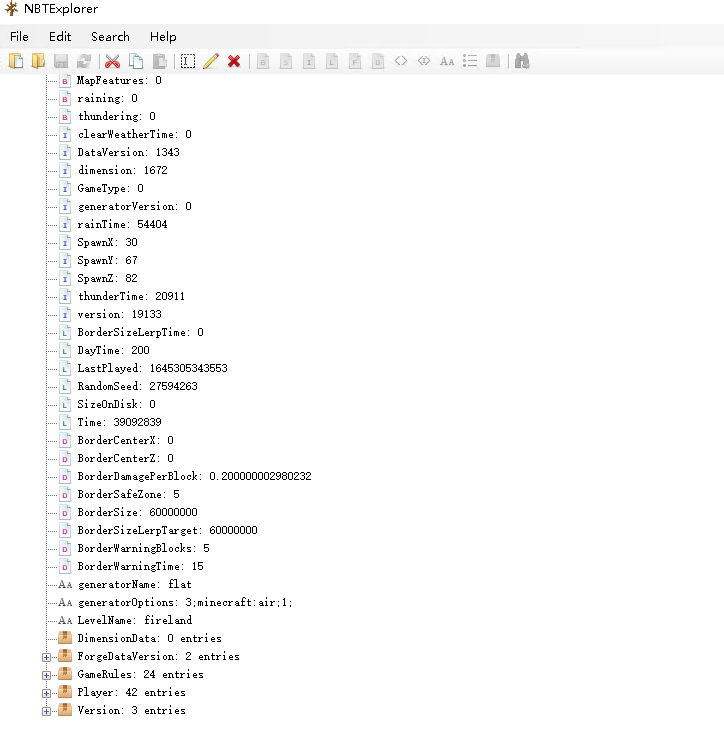 NBTExplorer
File Edit Search Help
MapFeatures: 0
raining: 0
thundering: 0
clearWeatherTime: 0
DataVersion: 1343
dimension: 1672
GameType: 0
generatorVersion: 0
rainTime: 54404
SpawnX: 30
SpawnY: 67
SpawnZ: 82
thunderTime: 20911
version: 19133
BorderSizeLerpTime: 0
DayTime: 200
LastPlayed: 1645305343553
RandomSeed: 27594263
SizeOnDisk: 0
Time: 39092839
BorderCenterX: 0
BorderCenterZ: 0
BorderDamagePerBlock: 0.200000002980232
BorderSafeZone: 5
BorderSize: 60000000
BorderSizeLerpTarget: 60000000
BorderWarningBlocks: 5
BorderWarningTime: 15
generatorName: flat
generatorOptions: 3;minecraft:air;1;
LevelName: fireland
DimensionData: 0 entries
ForgeDataVersion: 2 entries
GameRules: 24 entries
Player: 42 entries
Version: 3 entries